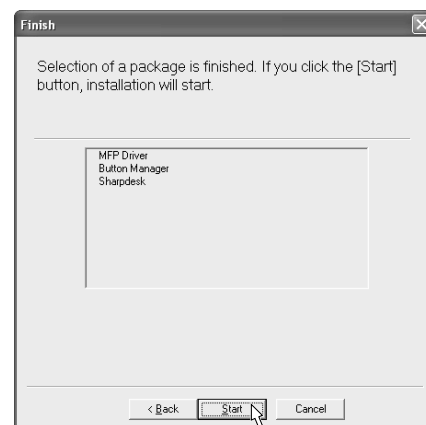 Finish
Selection of a package is finished. If you click the [Start]
button, installation will start.
MFP Driver
Button Manager
Sharpdesk
< Back
Start
Cancel